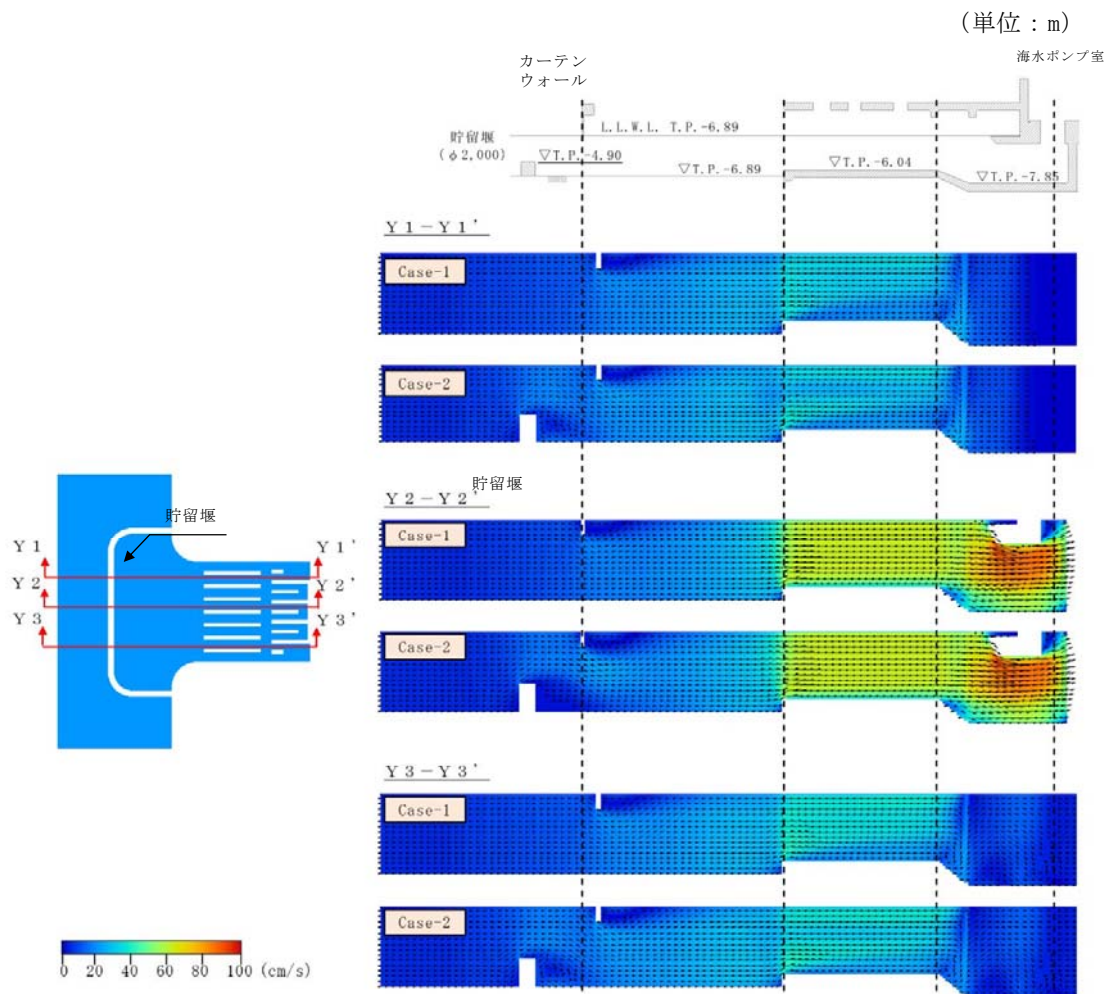 （単位：m）
海水ポンプ室
カーテン
ウォール
L.L.W.L. T.P.-6.89
貯留堰
（φ2,000）
▽T.P.-4.90
▽T.P.-6.89
▽T.P.-6.04
▽T.P.-7.85
Ｙ１－Ｙ１'
Case-1
Case-2
貯留堰
Ｙ２－Ｙ２'
Case-1
Case-2
貯留堰
Ｙ１
Ｙ１'
Ｙ２
Ｙ２'
Ｙ３
Ｙ３'
Ｙ３－Ｙ３'
Case-1
Case-2
0 20 40 60 80 100 (cm/s)